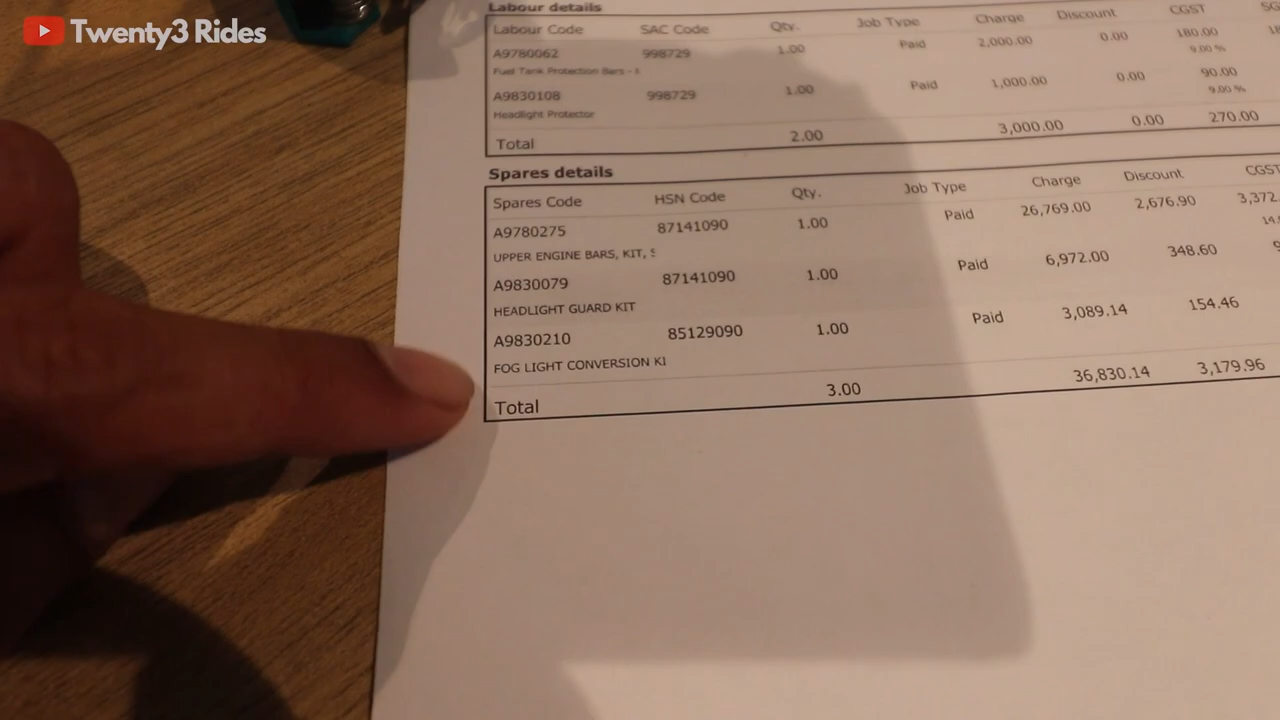 Twenty3 Rides
Labour details
Labour Code SAC Code Qty. Job Type Charge Discount CGST
A9780062 998729 1.00 Paid 2,000.00 0.00 180.00
Fuel Tank Protection Bars - 9.00 %
A9830108 998729 1.00 Paid 1,000.00 0.00 90.00
Headlight Protector 9.00 %
Total 2.00 3,000.00 0.00 270.00
Spares details
Spares Code HSN Code Qty. Job Type Charge Discount CGST
A9780275 87141090 1.00 Paid 26,769.00 2,676.90 3,372.
UPPER ENGINE BARS, KIT, 14.
A9830079 87141090 1.00 Paid 6,972.00 348.60
HEADLIGHT GUARD KIT
A9830210 85129090 1.00 Paid 3,089.14 154.46
FOG LIGHT CONVERSION KI
Total 3.00 36,830.14 3,179.96